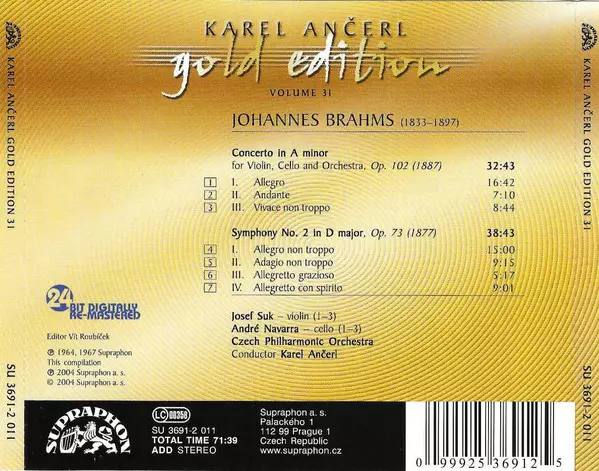 KAREL ANČERL
gold edition
VOLUME 31
JOHANNES BRAHMS (1833–1897)
Concerto in A minor
for Violin, Cello and Orchestra, Op. 102 (1887) 32:43
1 I. Allegro 16:42
2 II. Andante 7:10
3 III. Vivace non troppo 8:44
Symphony No. 2 in D major, Op. 73 (1877) 38:43
4 I. Allegro non troppo 15:00
5 II. Adagio non troppo 9:15
6 III. Allegretto grazioso 5:17
7 IV. Allegretto con spirito 9:01
24
BIT DIGITALLY
RE-MASTERED
Editor Vít Roubíček
℗ 1964, 1967 Supraphon
This compilation
℗ © 2004 Supraphon a. s.
Josef Suk – violin (1–3)
André Navarra – cello (1–3)
Czech Philharmonic Orchestra
Conductor Karel Ančerl
SUPRAPHON
LC 00358
SU 3691-2 011
TOTAL TIME 71:39
ADD STEREO
Supraphon a. s.
Palackého 1
112 99 Prague 1
Czech Republic
0 99925 36912 5
KAREL ANČERL GOLD EDITION 31
SU 3691-2 011
KAREL ANČERL GOLD EDITION 31
SU 3691-2 011